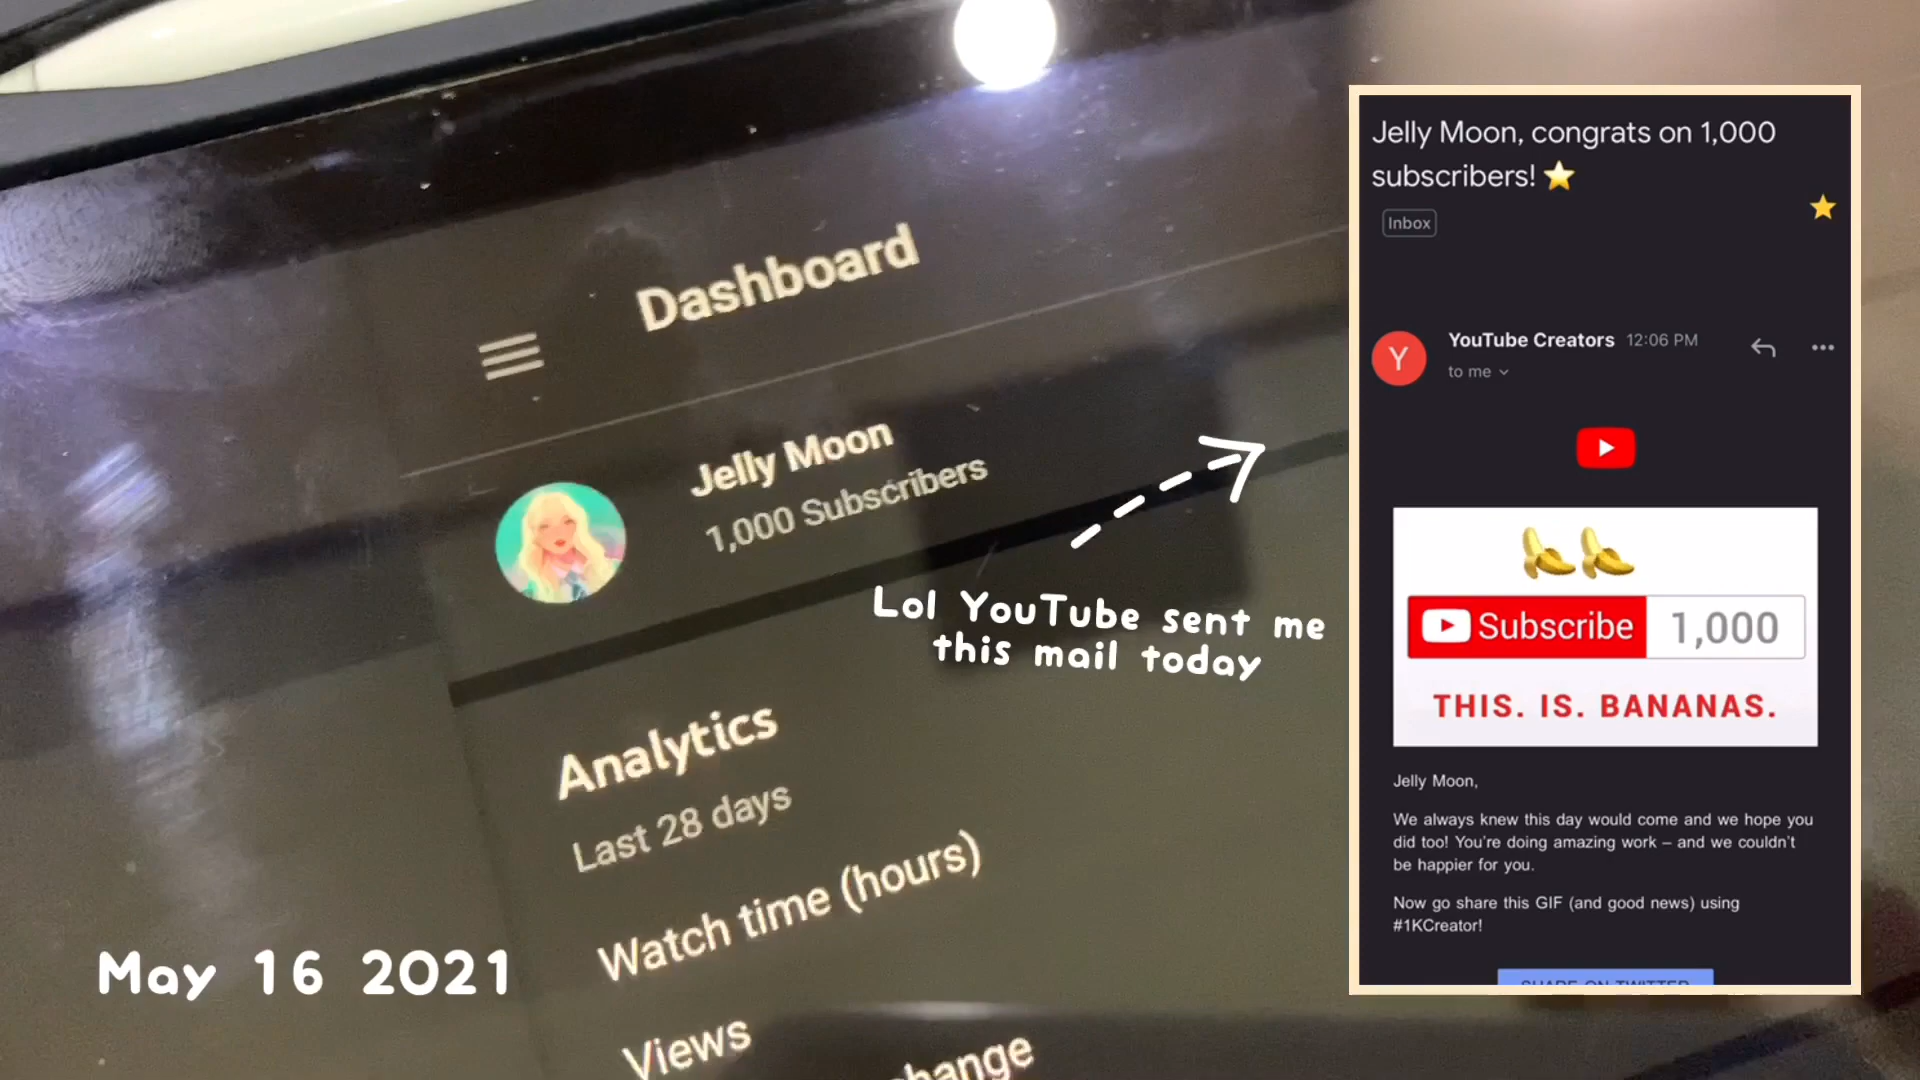 Dashboard
Jelly Moon
1,000 Subscribers
Analytics
Last 28 days
Watch time (hours)
Views
May 16 2021
Lol YouTube sent me
this mail today
Jelly Moon, congrats on 1,000
subscribers! ⭐
Inbox
Y
YouTube Creators 12:06 PM
to me
🍌🍌
Subscribe 1,000
THIS. IS. BANANAS.
Jelly Moon,
We always knew this day would come and we hope you
did too! You're doing amazing work – and we couldn't
be happier for you.
Now go share this GIF (and good news) using
#1KCreator!
SHARE ON TWITTER